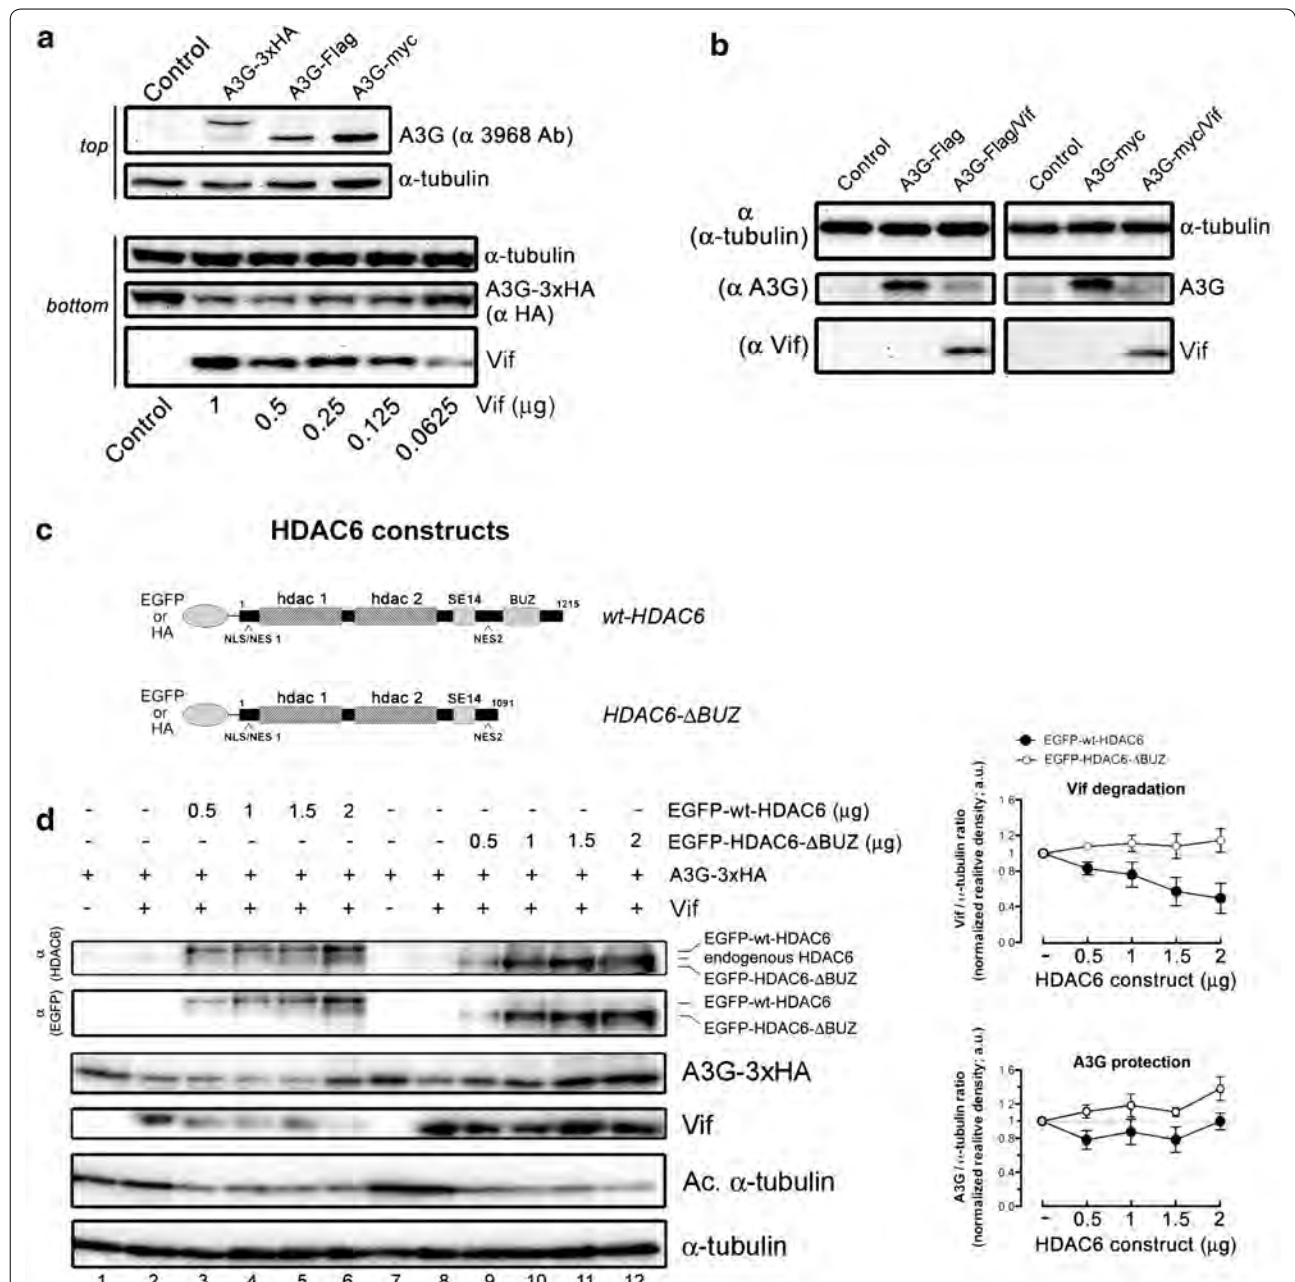 a
Control
A3G-3xHA
A3G-Flag
A3G-myc
top
A3G (α 3968 Ab)
α-tubulin
bottom
α-tubulin
A3G-3xHA
(α HA)
Vif
Control 1 0.5 0.25 0.125 0.0625 Vif (μg)
b
Control
A3G-Flag
A3G-Flag/Vif
Control
A3G-myc
A3G-myc/Vif
α
(α-tubulin)
α-tubulin
(α A3G)
A3G
(α Vif)
Vif
c
HDAC6 constructs
EGFP
or
HA
1 hdac 1 hdac 2 SE14 BUZ 1215
NLS/NES 1 NES2
wt-HDAC6
EGFP
or
HA
1 hdac 1 hdac 2 SE14 1091
NLS/NES 1 NES2
HDAC6-ΔBUZ
d
- - 0.5 1 1.5 2 - - - - - - EGFP-wt-HDAC6 (μg)
- - - - - - - - 0.5 1 1.5 2 EGFP-HDAC6-ΔBUZ (μg)
+ + + + + + + + + + + + A3G-3xHA
- + + + + + - + + + + + Vif
α
(HDAC6)
EGFP-wt-HDAC6
endogenous HDAC6
EGFP-HDAC6-ΔBUZ
α
(EGFP)
EGFP-wt-HDAC6
EGFP-HDAC6-ΔBUZ
A3G-3xHA
Vif
Ac. α-tubulin
α-tubulin
1 2 3 4 5 6 7 8 9 10 11 12
EGFP-wt-HDAC6
EGFP-HDAC6-ΔBUZ
Vif degradation
Vif / α-tubulin ratio
(normalized realitve density; a.u.)
1.6
1.2
1
0.8
0.4
0.0
- 0.5 1 1.5 2
HDAC6 construct (μg)
A3G protection
A3G / α-tubulin ratio
(normalized realitve density; a.u.)
1.6
1.2
1
0.8
0.4
0.0
- 0.5 1 1.5 2
HDAC6 construct (μg)